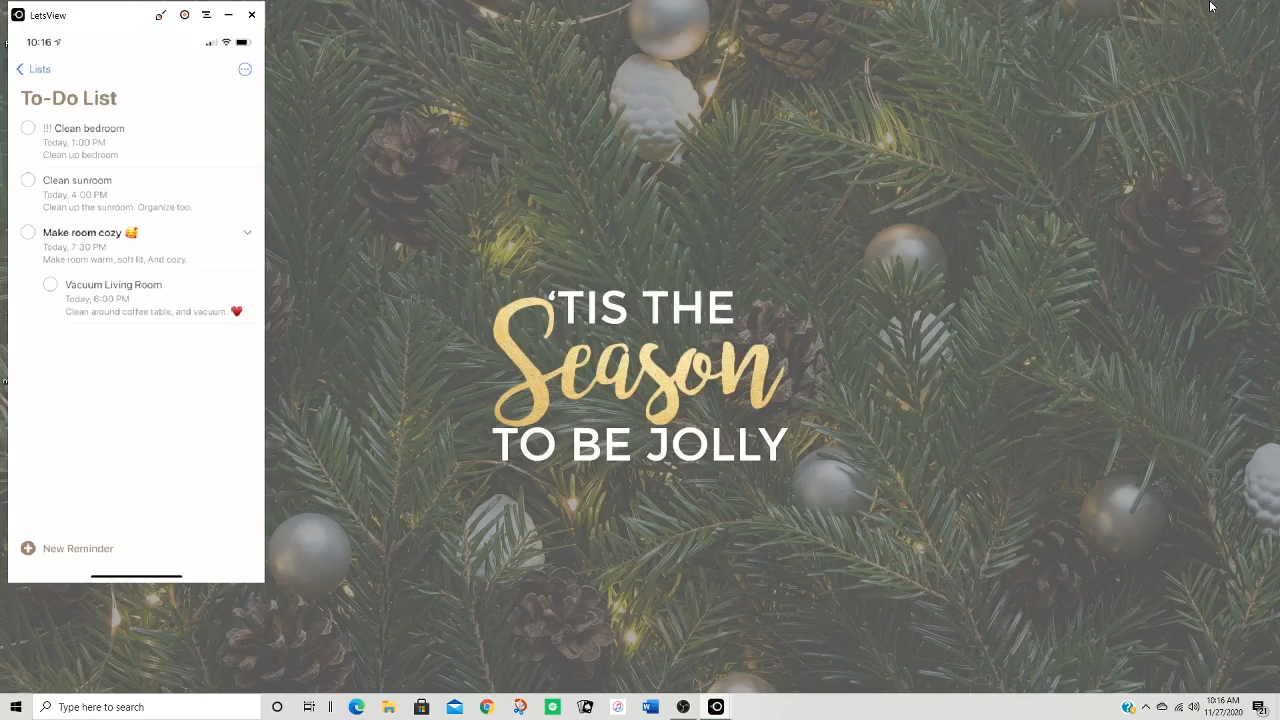 LetsView
10:16
Lists
To-Do List
!!! Clean bedroom
Today, 1:00 PM
Clean up bedroom.
Clean sunroom
Today, 4:00 PM
Clean up the sunroom. Organize too.
Make room cozy 🥰
Today, 7:30 PM
Make room warm, soft lit, And cozy.
Vacuum Living Room
Today, 6:00 PM
Clean around coffee table, and vacuum. ♥️
New Reminder
‘TIS THE
Season
TO BE JOLLY
Type here to search
10:16 AM
11/27/2020